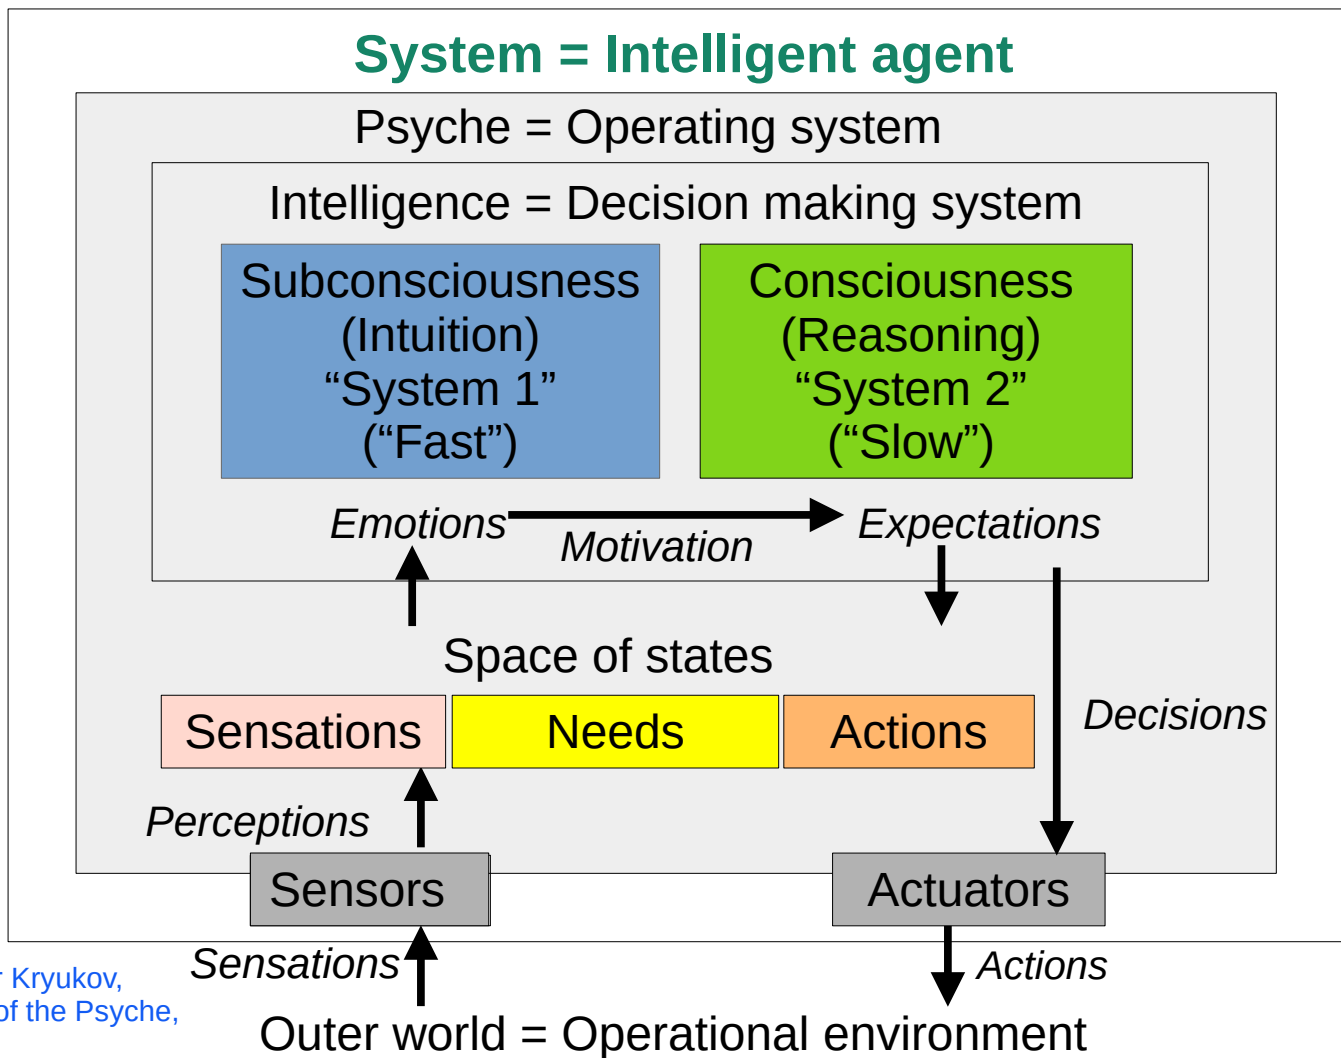 System = Intelligent agent
Psyche = Operating system
Intelligence = Decision making system
Subconsciousness
(Intuition)
“System 1”
(“Fast”)
Consciousness
(Reasoning)
“System 2”
(“Slow”)
Emotions
Motivation
Expectations
Space of states
Sensations
Needs
Actions
Decisions
Perceptions
Sensors
Actuators
Sensations
Actions
Kryukov,
of the Psyche,
Outer world = Operational environment